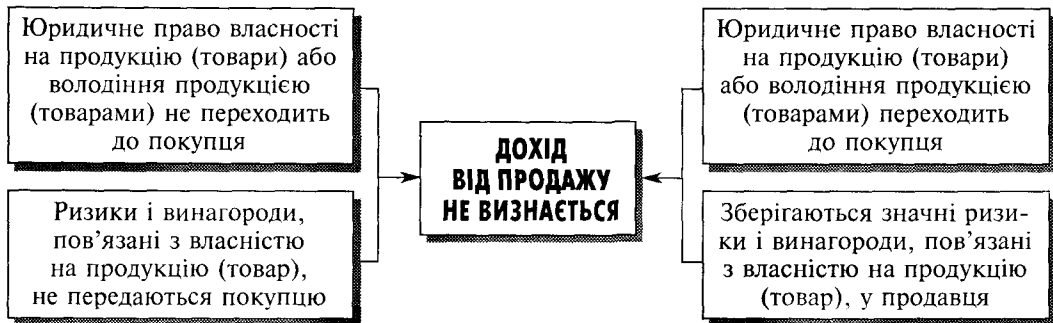 Юридичне право власності
на продукцію (товари) або
володіння продукцією
(товарами) не переходить
до покупця
Ризики і винагороди,
пов’язані з власністю
на продукцію (товар),
не передаються покупцю
ДОХІД
ВІД ПРОДАЖУ
НЕ ВИЗНАЄТЬСЯ
Юридичне право власності
на продукцію (товари)
або володіння продукцією
(товарами) переходить
до покупця
Зберігаються значні ризи-
ки і винагороди, пов’язані
з власністю на продукцію
(товар), у продавця